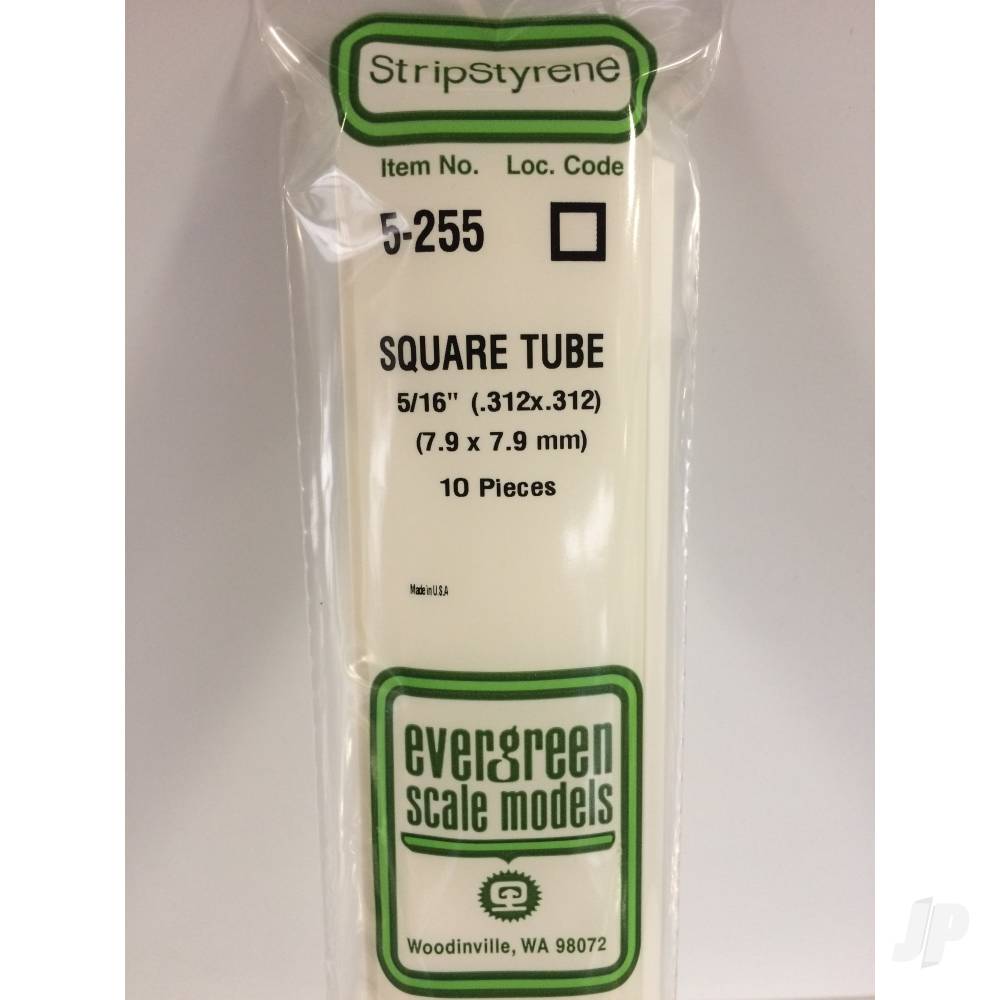 StripStyrene
Item No. Loc. Code
5-255
SQUARE TUBE
5/16" (.312x.312)
(7.9 x 7.9 mm)
10 Pieces
Made in U.S.A
evergreen
scale models
Woodinville, WA 98072
JP